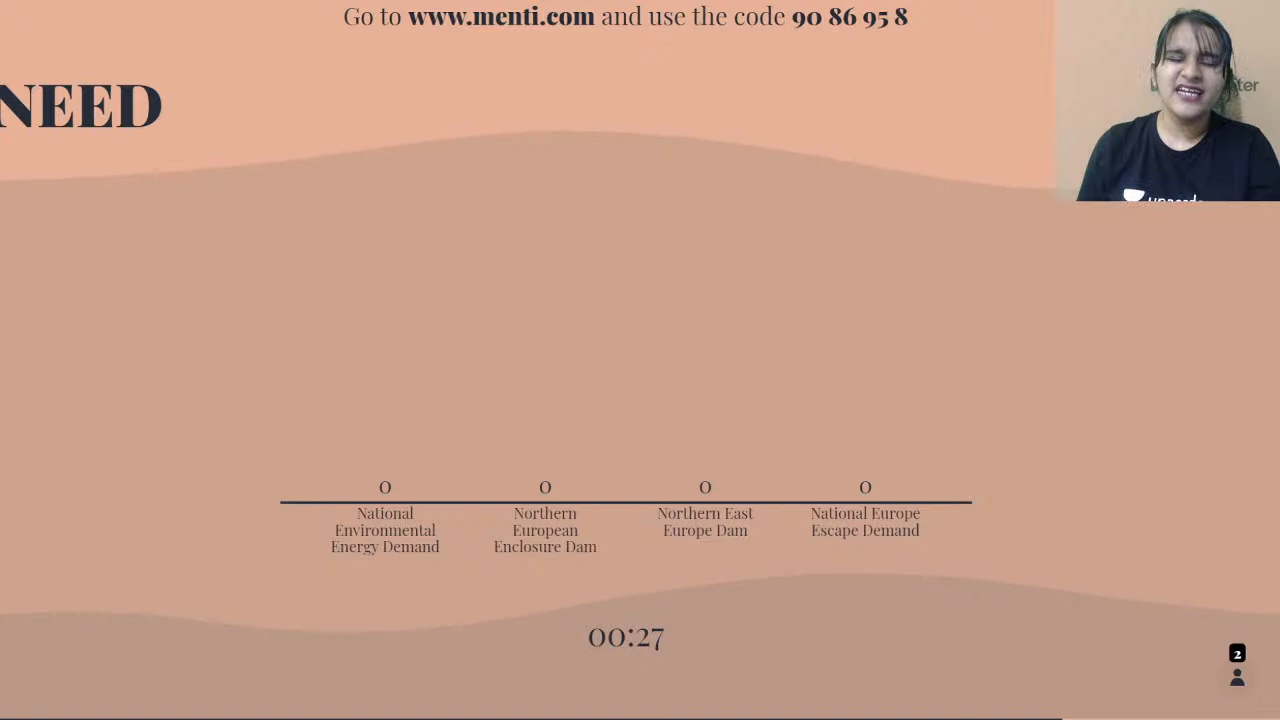 Go to www.menti.com and use the code 90 86 95 8
NEED
0 0 0 0
National Environmental Energy Demand
Northern European Enclosure Dam
Northern East Europe Dam
National Europe Escape Demand
00:27
2